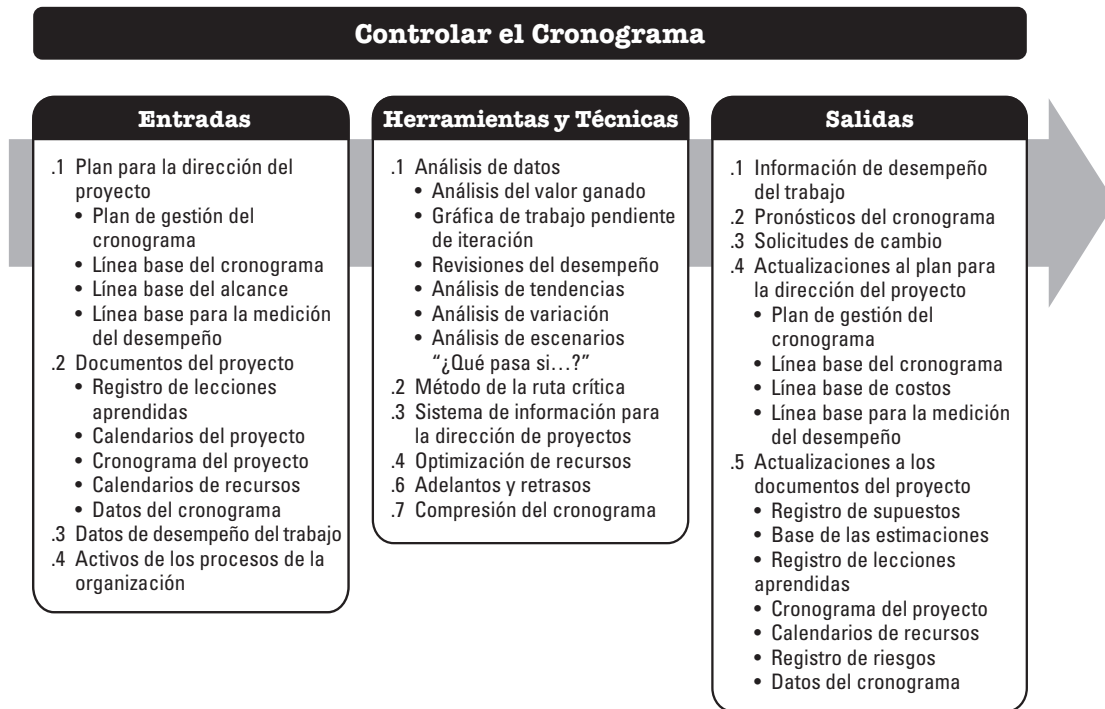 Controlar el Cronograma
Entradas
.1 Plan para la dirección del
proyecto
• Plan de gestión del
cronograma
• Línea base del cronograma
• Línea base del alcance
• Línea base para la medición
del desempeño
.2 Documentos del proyecto
• Registro de lecciones
aprendidas
• Calendarios del proyecto
• Cronograma del proyecto
• Calendarios de recursos
• Datos del cronograma
.3 Datos de desempeño del trabajo
.4 Activos de los procesos de la
organización
Herramientas y Técnicas
.1 Análisis de datos
• Análisis del valor ganado
• Gráfica de trabajo pendiente
de iteración
• Revisiones del desempeño
• Análisis de tendencias
• Análisis de variación
• Análisis de escenarios
“¿Qué pasa si…?”
.2 Método de la ruta crítica
.3 Sistema de información para
la dirección de proyectos
.4 Optimización de recursos
.6 Adelantos y retrasos
.7 Compresión del cronograma
Salidas
.1 Información de desempeño
del trabajo
.2 Pronósticos del cronograma
.3 Solicitudes de cambio
.4 Actualizaciones al plan para
la dirección del proyecto
• Plan de gestión del
cronograma
• Línea base del cronograma
• Línea base de costos
• Línea base para la medición
del desempeño
.5 Actualizaciones a los
documentos del proyecto
• Registro de supuestos
• Base de las estimaciones
• Registro de lecciones
aprendidas
• Cronograma del proyecto
• Calendarios de recursos
• Registro de riesgos
• Datos del cronograma